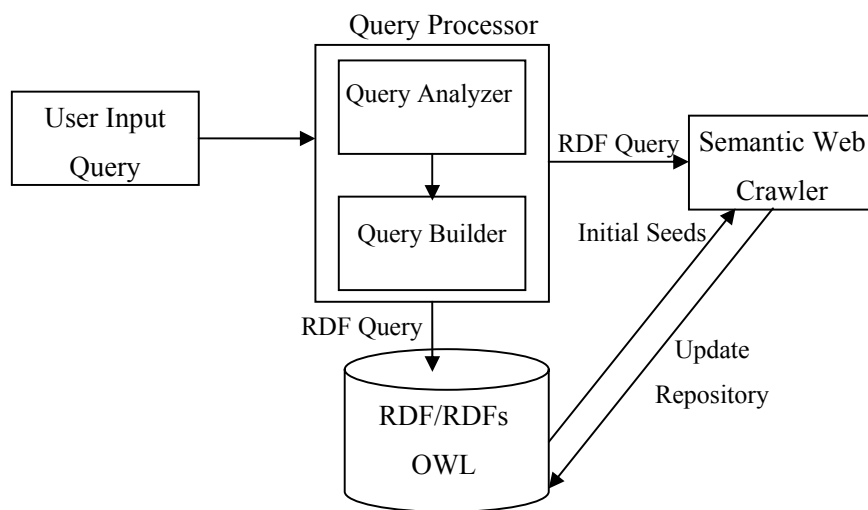 Query Processor
Query Analyzer
User Input
Query
RDF Query
Semantic Web
Crawler
Query Builder
Initial Seeds
RDF Query
Update
Repository
RDF/RDFs
OWL